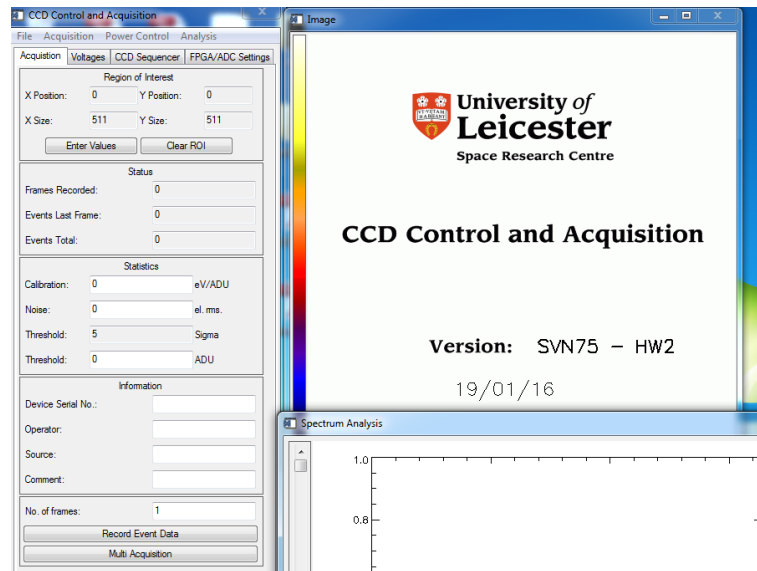 CCD Control and Acquisition
File Acquisition Power Control Analysis
Acquistion Voltages CCD Sequencer FPGA/ADC Settings
Region of Interest
X Position: 0 Y Position: 0
X Size: 511 Y Size: 511
Enter Values Clear ROI
Status
Frames Recorded: 0
Events Last Frame: 0
Events Total: 0
Statistics
Calibration: 0 eV/ADU
Noise: 0 el. rms.
Threshold: 5 Sigma
Threshold: 0 ADU
Information
Device Serial No.:
Operator:
Source:
Comment:
No. of frames: 1
Record Event Data
Multi Acquisition
Image
University of
Leicester
Space Research Centre
CCD Control and Acquisition
Version: SVN75 – HW2
19/01/16
Spectrum Analysis
1.0
0.8